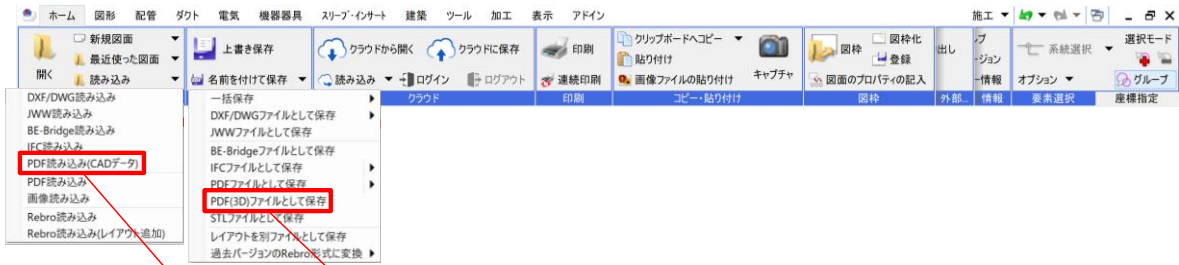 ホーム 図形 配管 ダクト 電気 機器器具 スリーブ・インサート 建築 ツール 加工 表示 アドイン 施工
新規図面
最近使った図面
読み込み
開く
上書き保存
名前を付けて保存
クラウドから開く クラウドに保存
読み込み ログイン ログアウト
クラウド
印刷
連続印刷
印刷
クリップボードへコピー
貼り付け
画像ファイルの貼り付け
キャプチャ
コピー・貼り付け
図枠 図枠化
登録
図面のプロパティの記入
図枠
出し
外部...
ブ
-ジョン
-情報
情報
系統選択
オプション
要素選択
選択モード
グループ
座標指定
DXF/DWG読み込み
JWW読み込み
BE-Bridge読み込み
IFC読み込み
PDF読み込み(CADデータ)
PDF読み込み
画像読み込み
Rebro読み込み
Rebro読み込み(レイアウト追加)
一括保存
DXF/DWGファイルとして保存
JWWファイルとして保存
BE-Bridgeファイルとして保存
IFCファイルとして保存
PDFファイルとして保存
PDF(3D)ファイルとして保存
STLファイルとして保存
レイアウトを別ファイルとして保存
過去バージョンのRebro形式に変換